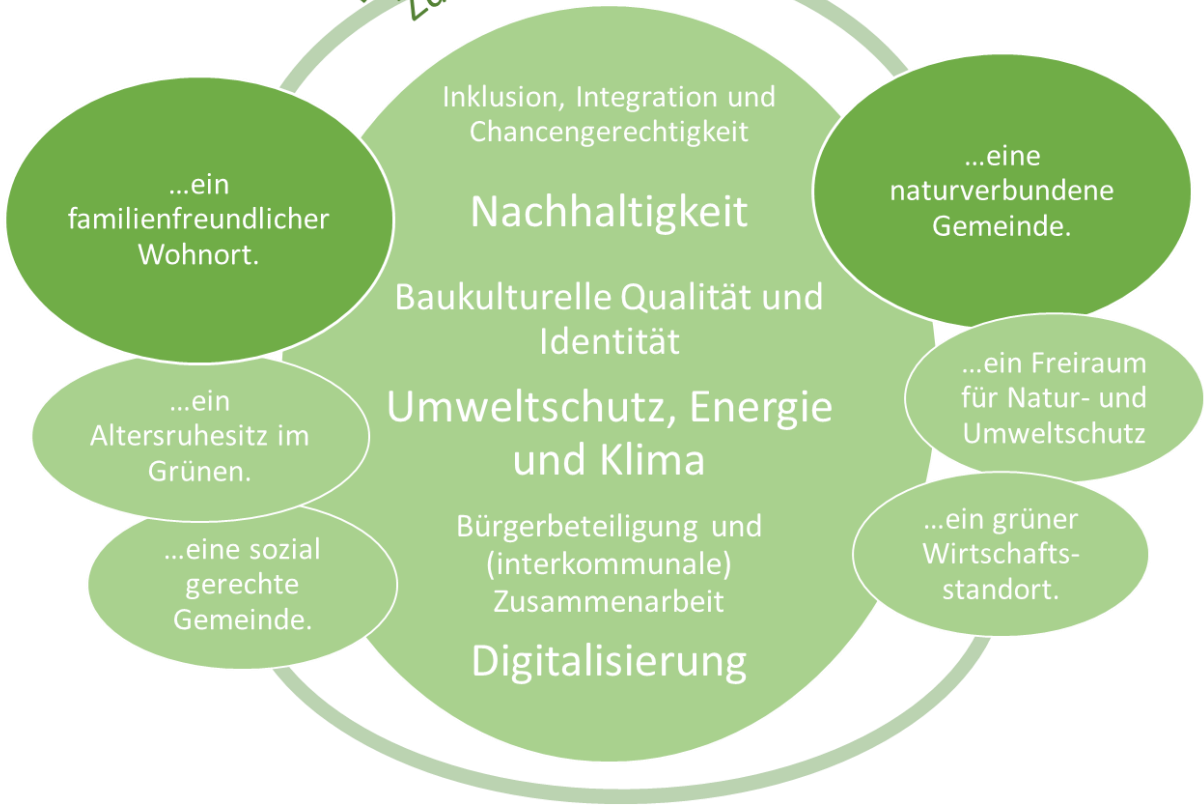 Inklusion, Integration und
Chancengerechtigkeit
Nachhaltigkeit
Baukulturelle Qualität und
Identität
Umweltschutz, Energie
und Klima
Bürgerbeteiligung und
(interkommunale)
Zusammenarbeit
Digitalisierung
...ein
familienfreundlicher
Wohnort.
...ein
Altersruhesitz im
Grünen.
...eine sozial
gerechte
Gemeinde.
...eine
naturverbundene
Gemeinde.
...ein Freiraum
für Natur- und
Umweltschutz
...ein grüner
Wirtschafts-
standort.